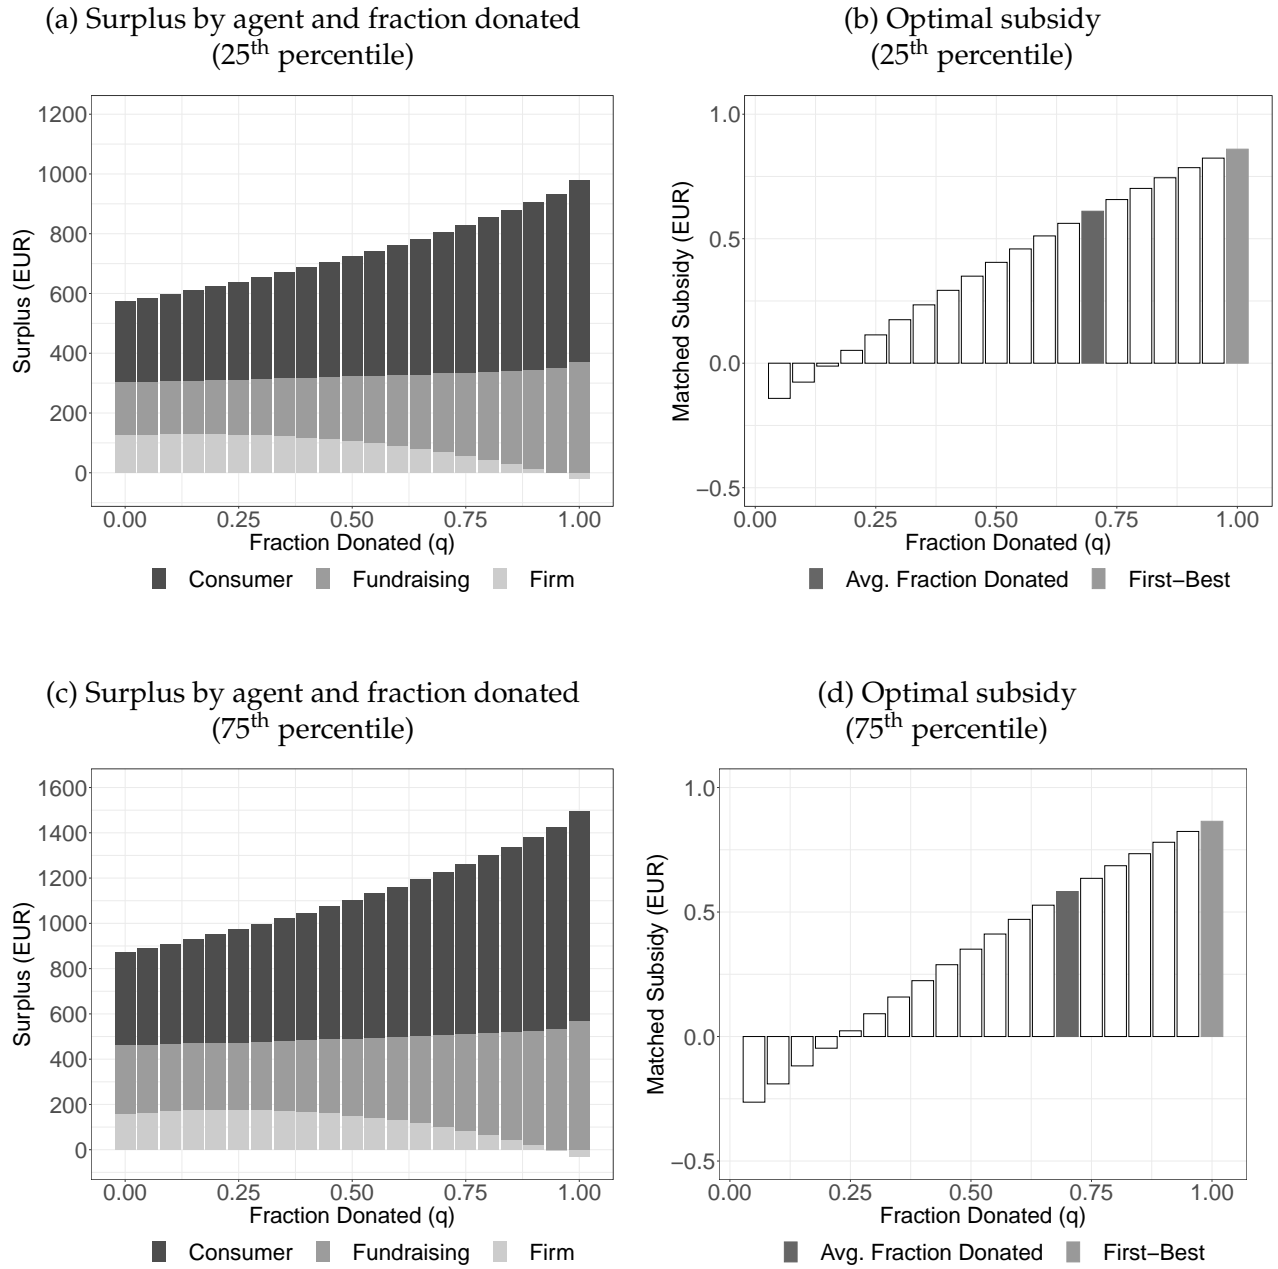 (a) Surplus by agent and fraction donated
(25th percentile)
1200
1000
800
600
400
200
0
Surplus (EUR)
0.00 0.25 0.50 0.75 1.00
Fraction Donated (q)
Consumer Fundraising Firm
(b) Optimal subsidy
(25th percentile)
1.0
0.5
0.0
−0.5
Matched Subsidy (EUR)
0.00 0.25 0.50 0.75 1.00
Fraction Donated (q)
Avg. Fraction Donated First−Best
(c) Surplus by agent and fraction donated
(75th percentile)
1600
1400
1200
1000
800
600
400
200
0
Surplus (EUR)
0.00 0.25 0.50 0.75 1.00
Fraction Donated (q)
Consumer Fundraising Firm
(d) Optimal subsidy
(75th percentile)
1.0
0.5
0.0
−0.5
Matched Subsidy (EUR)
0.00 0.25 0.50 0.75 1.00
Fraction Donated (q)
Avg. Fraction Donated First−Best